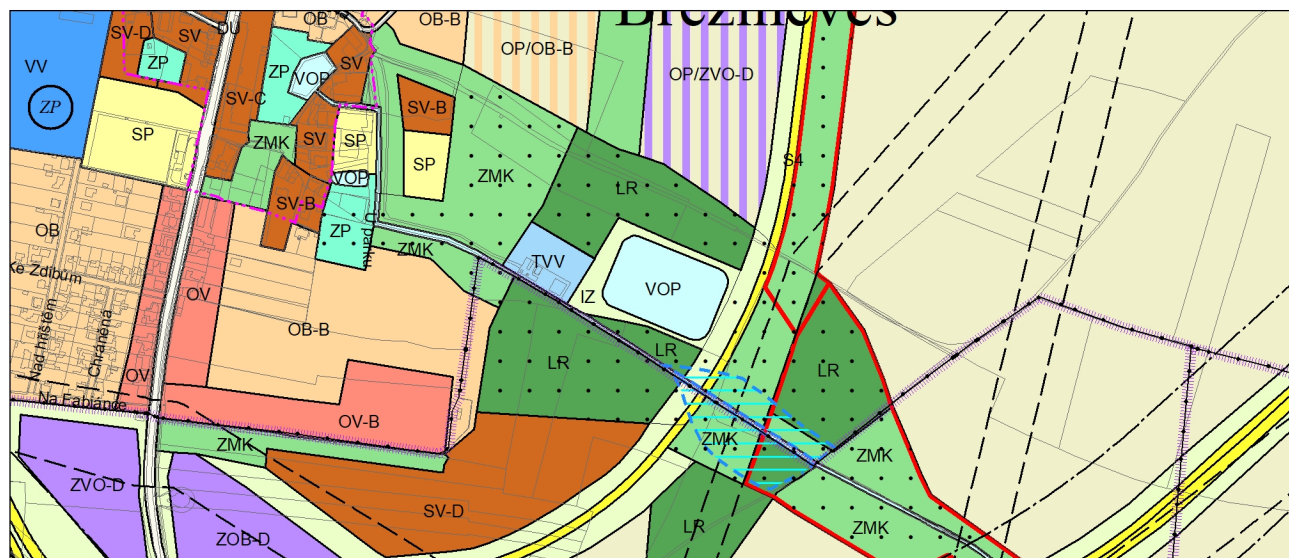 Březiněves
OB
OB-B
SV-D
SV
DU
OP/OB-B
VV
ZP
ZP
VOP
SV
OP/ZVO-D
ZP
SV-C
SV-B
SP
ZMK
SV
SP
S4
SP
ZMK
LR
VOP
SV-B
OB
ZP
U parku
ZMK
TVV
Ke Zdibům
OV
IZ
VOP
OB-B
Nad hřištěm
Chráněná
LR
LR
LR
OV
Na Fabiánce
OV-B
ZMK
ZMK
ZMK
ZVO-D
SV-D
LR
ZMK
ZOB-D